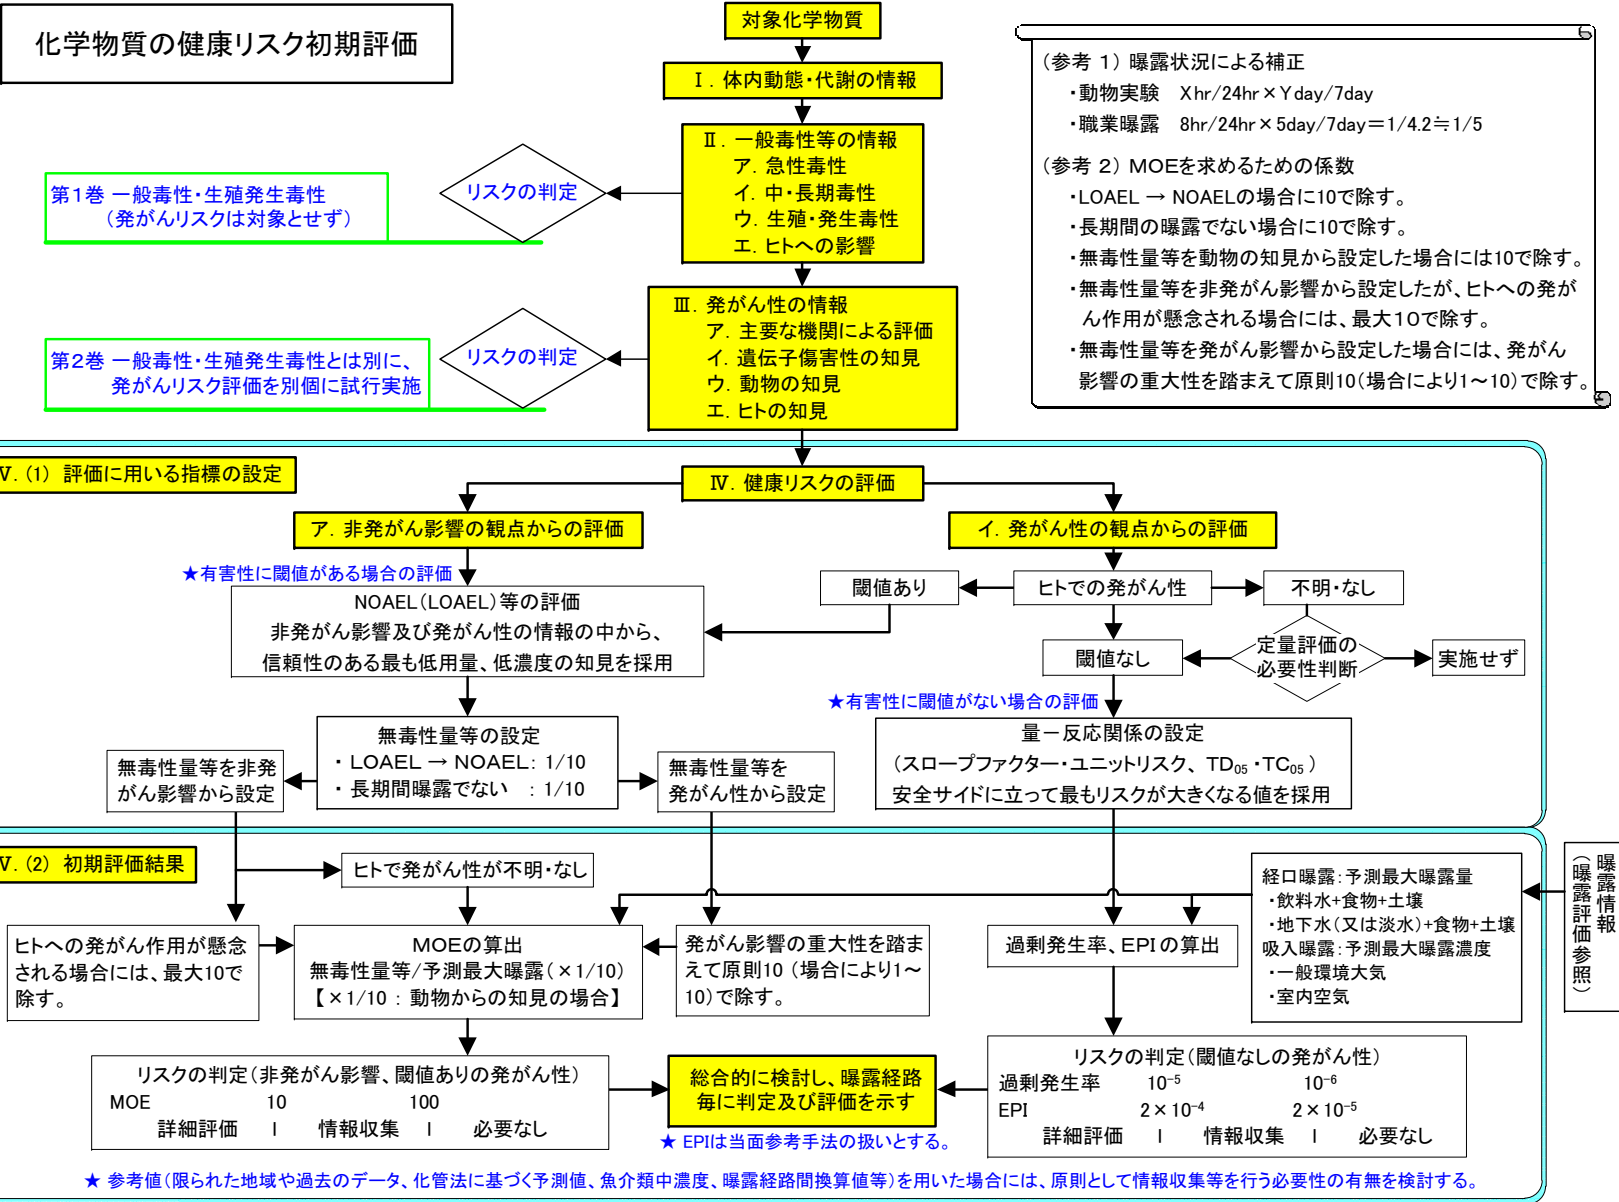 化学物質の健康リスク初期評価
対象化学物質
Ⅰ. 体内動態・代謝の情報
Ⅱ. 一般毒性等の情報
ア. 急性毒性
イ. 中・長期毒性
ウ. 生殖・発生毒性
エ. ヒトへの影響
リスクの判定
第1巻 一般毒性・生殖発生毒性
(発がんリスクは対象とせず)
Ⅲ. 発がん性の情報
ア. 主要な機関による評価
イ. 遺伝子傷害性の知見
ウ. 動物の知見
エ. ヒトの知見
リスクの判定
第2巻 一般毒性・生殖発生毒性とは別に、
発がんリスク評価を別個に試行実施
(参考 1) 曝露状況による補正
・動物実験 Xhr/24hr×Yday/7day
・職業曝露 8hr/24hr×5day/7day=1/4.2≒1/5
(参考 2) MOEを求めるための係数
・LOAEL → NOAELの場合に10で除す。
・長期間の曝露でない場合に10で除す。
・無毒性量等を動物の知見から設定した場合には10で除す。
・無毒性量等を非発がん影響から設定したが、ヒトへの発が
ん作用が懸念される場合には、最大10で除す。
・無毒性量等を発がん影響から設定した場合には、発がん
影響の重大性を踏まえて原則10(場合により1~10)で除す。
Ⅴ. (1) 評価に用いる指標の設定
Ⅳ. 健康リスクの評価
ア. 非発がん影響の観点からの評価
イ. 発がん性の観点からの評価
★有害性に閾値がある場合の評価
閾値あり
ヒトでの発がん性
不明・なし
NOAEL(LOAEL)等の評価
非発がん影響及び発がん性の情報の中から、
信頼性のある最も低用量、低濃度の知見を採用
閾値なし
定量評価の
必要性判断
実施せず
★有害性に閾値がない場合の評価
無毒性量等の設定
・ LOAEL → NOAEL: 1/10
・ 長期間曝露でない : 1/10
無毒性量等を非発
がん影響から設定
無毒性量等を
発がん性から設定
量-反応関係の設定
(スロープファクター・ユニットリスク、TD₀₅・TC₀₅)
安全サイドに立って最もリスクが大きくなる値を採用
Ⅴ. (2) 初期評価結果
ヒトで発がん性が不明・なし
経口曝露:予測最大曝露量
・飲料水+食物+土壌
・地下水(又は淡水)+食物+土壌
吸入曝露:予測最大曝露濃度
・一般環境大気
・室内空気
曝露情報
(曝露評価参照)
ヒトへの発がん作用が懸念
される場合には、最大10で
除す。
MOEの算出
無毒性量等/予測最大曝露(×1/10)
【×1/10 : 動物からの知見の場合】
発がん影響の重大性を踏ま
えて原則10 (場合により1~
10)で除す。
過剰発生率、EPIの算出
リスクの判定(非発がん影響、閾値ありの発がん性)
MOE 10 100
詳細評価 | 情報収集 | 必要なし
総合的に検討し、曝露経路
毎に判定及び評価を示す
★ EPIは当面参考手法の扱いとする。
リスクの判定(閾値なしの発がん性)
過剰発生率 10⁻⁵ 10⁻⁶
EPI 2×10⁻⁴ 2×10⁻⁵
詳細評価 | 情報収集 | 必要なし
★ 参考値(限られた地域や過去のデータ、化管法に基づく予測値、魚介類中濃度、曝露経路間換算値等)を用いた場合には、原則として情報収集等を行う必要性の有無を検討する。